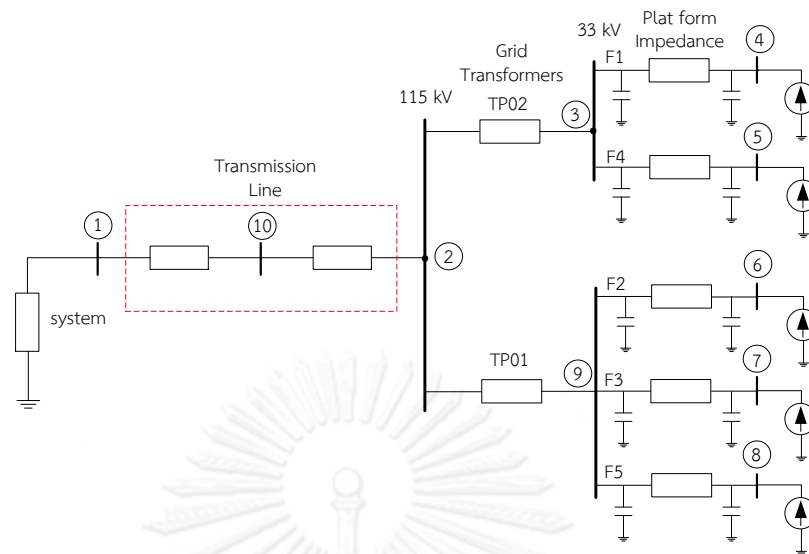 33 kV
Plat form
Impedance
4
F1
Grid
Transformers
TP02
115 kV
3
5
F4
Transmission
Line
1
10
2
system
6
F2
TP01
9
7
F3
8
F5